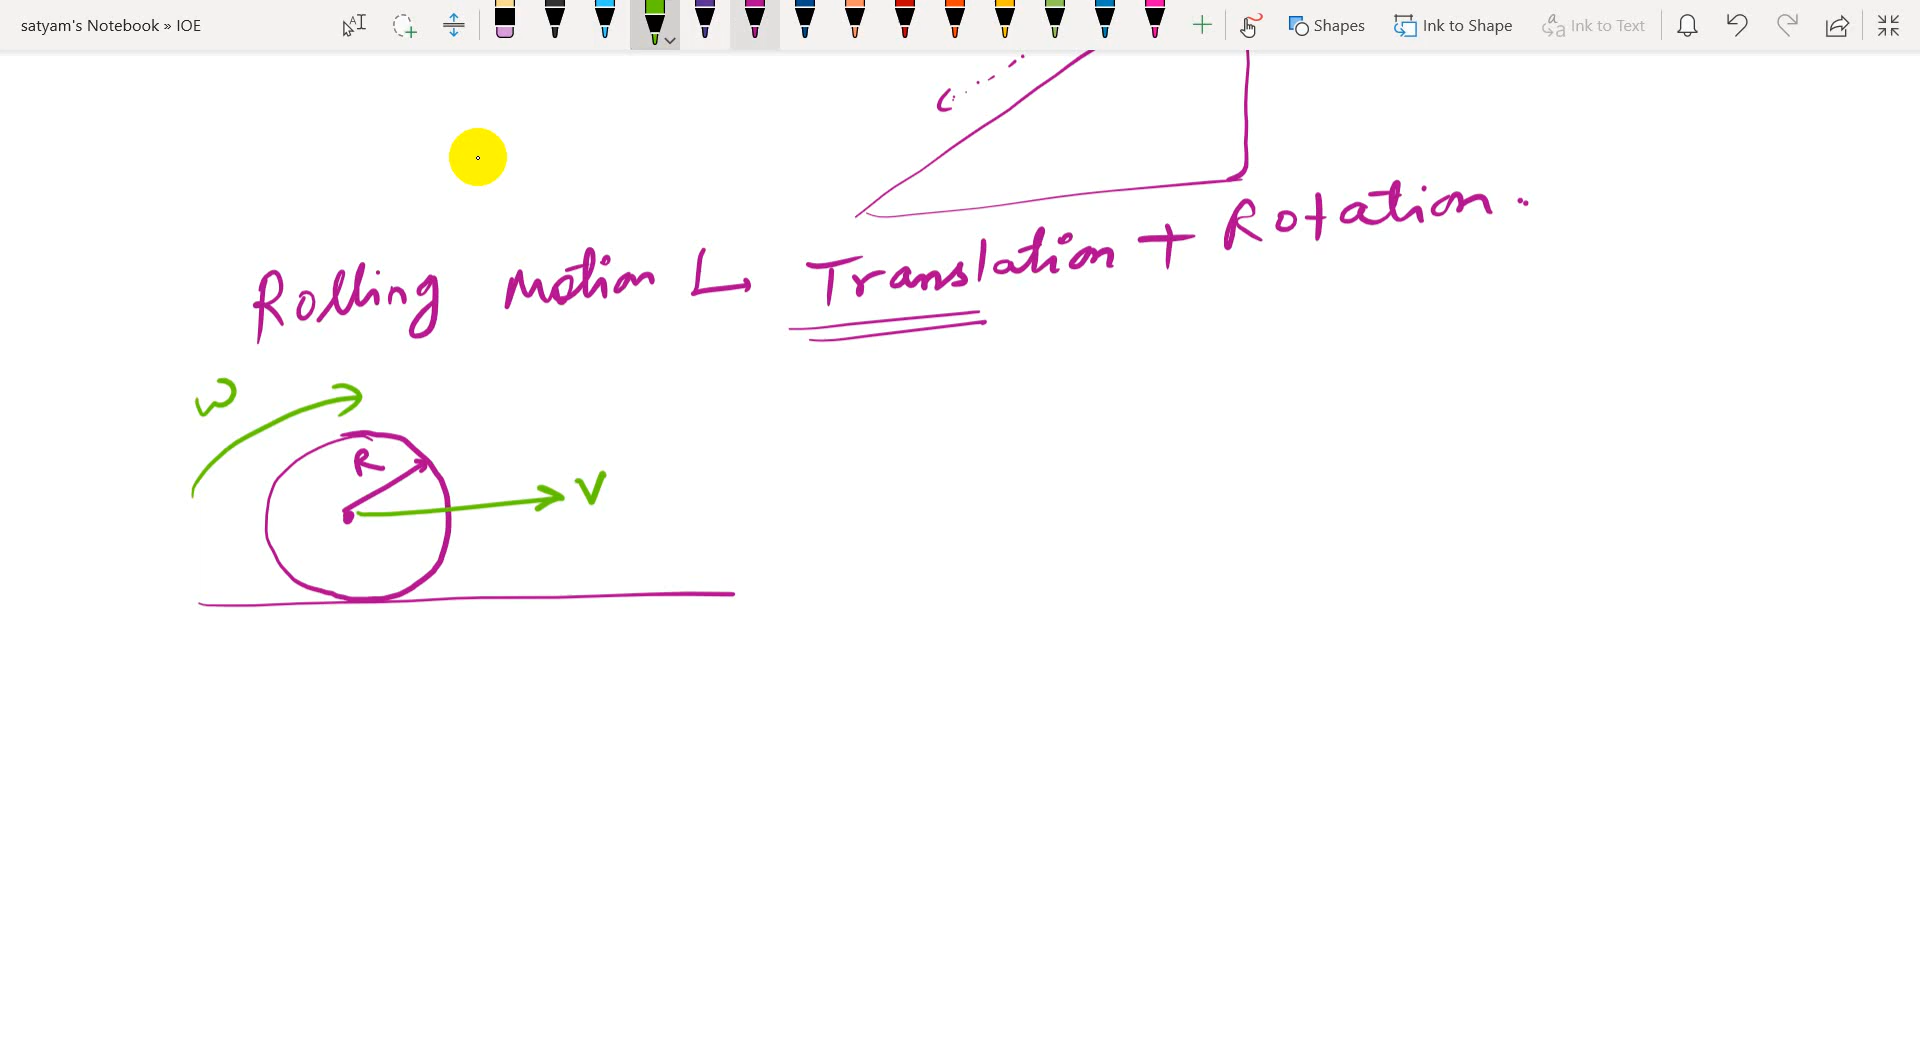 satyam's Notebook » IOE
Shapes
Ink to Shape
Ink to Text
Rolling Motion ↳ Translation + Rotation.
ω
R
V